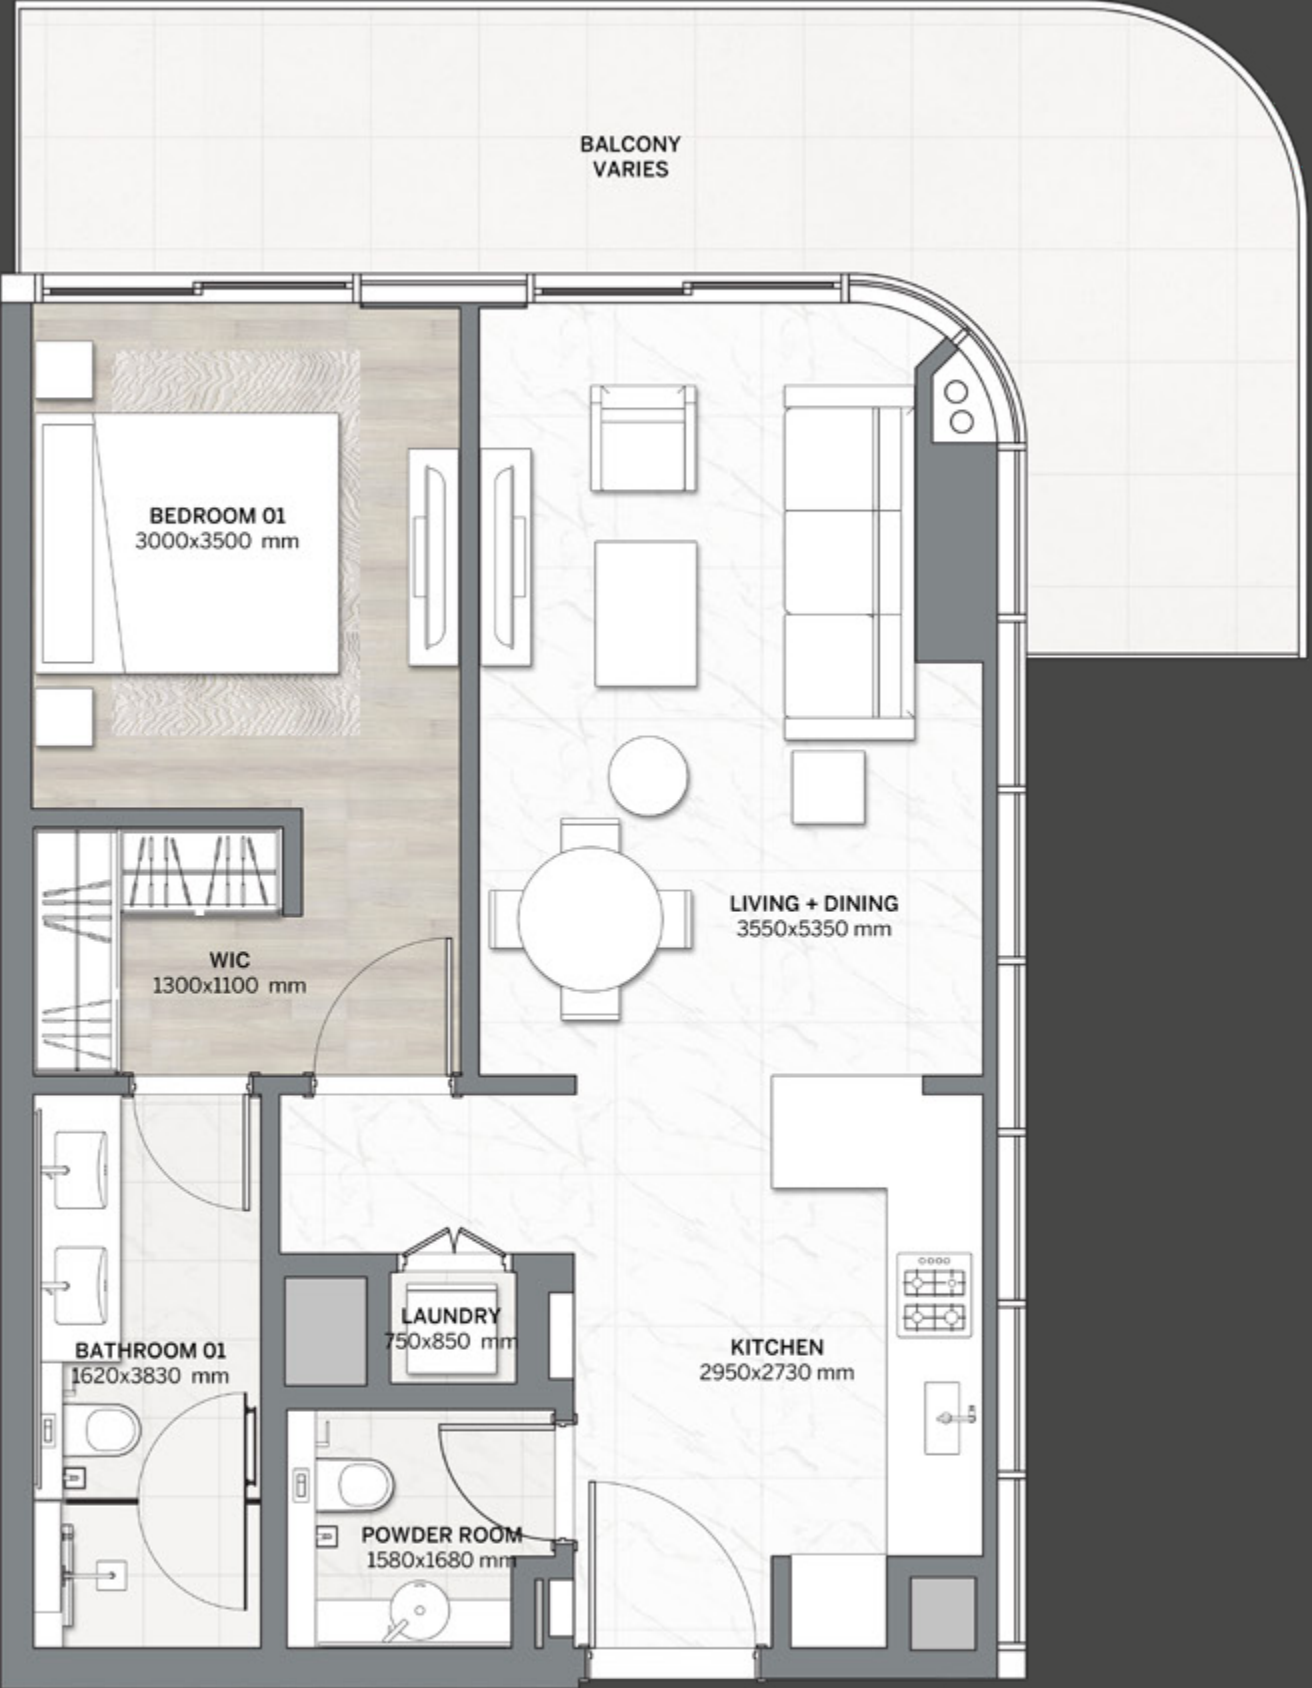 BALCONY
VARIES
BEDROOM 01
3000x3500 mm
LIVING + DINING
3550x5350 mm
WIC
1300x1100 mm
LAUNDRY
750x850 mm
BATHROOM 01
1620x3830 mm
KITCHEN
2950x2730 mm
POWDER ROOM
1580x1680 mm